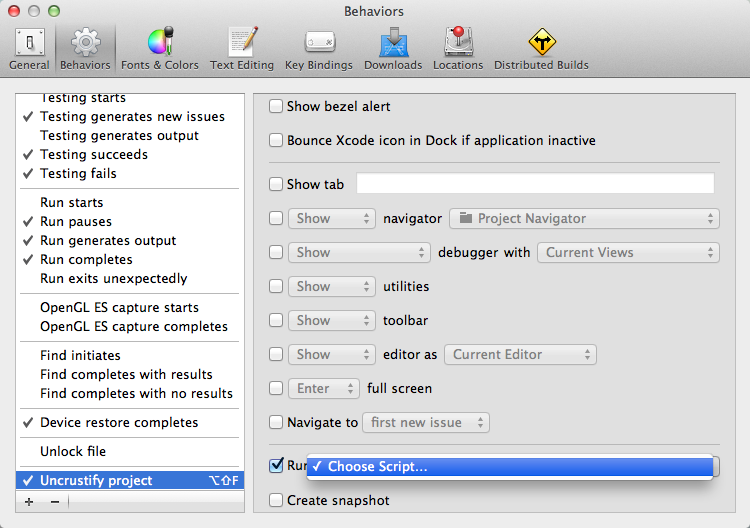 Behaviors
General
Behaviors
Fonts & Colors
Text Editing
Key Bindings
Downloads
Locations
Distributed Builds
Testing starts
✓ Testing generates new issues
Testing generates output
✓ Testing succeeds
✓ Testing fails
Run starts
✓ Run pauses
✓ Run generates output
✓ Run completes
Run exits unexpectedly
OpenGL ES capture starts
OpenGL ES capture completes
Find initiates
Find completes with results
Find completes with no results
✓ Device restore completes
Unlock file
✓ Uncrustify project ⌥⇧F
+ −
Show bezel alert
Bounce Xcode icon in Dock if application inactive
Show tab
Show navigator Project Navigator
Show debugger with Current Views
Show utilities
Show toolbar
Show editor as Current Editor
Enter full screen
Navigate to first new issue
Run ✓ Choose Script...
Create snapshot